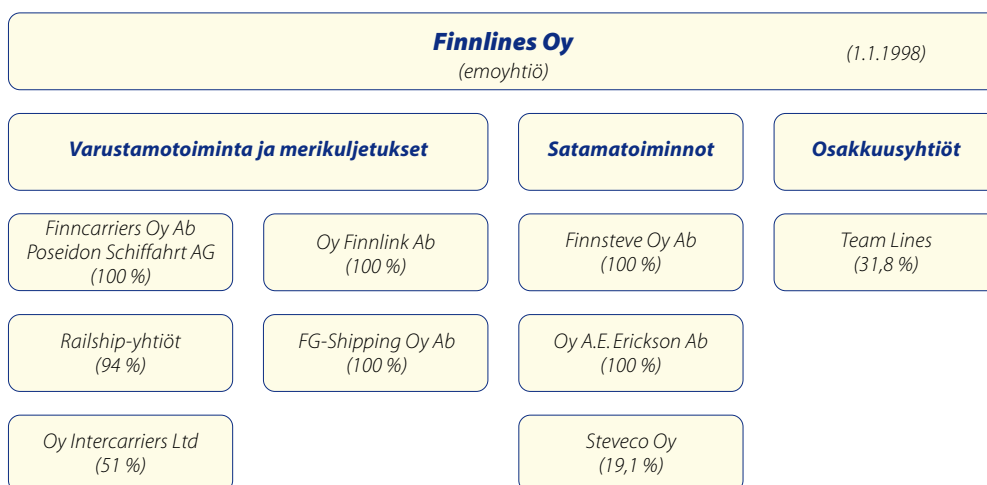 Finnlines Oy
(emoyhtiö)
(1.1.1998)
Varustamotoiminta ja merikuljetukset
Satamatoiminnot
Osakkuusyhtiöt
Finncarriers Oy Ab
Poseidon Schiffahrt AG
(100 %)
Oy Finnlink Ab
(100 %)
Finnsteve Oy Ab
(100 %)
Team Lines
(31,8 %)
Railship-yhtiöt
(94 %)
FG-Shipping Oy Ab
(100 %)
Oy A.E. Erickson Ab
(100 %)
Oy Intercarriers Ltd
(51 %)
Steveco Oy
(19,1 %)